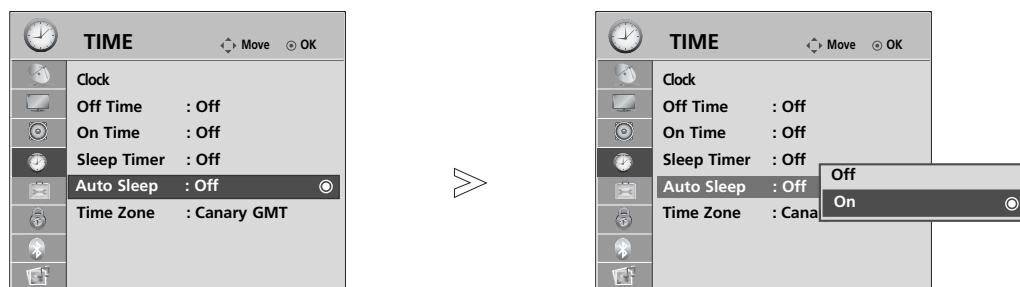 TIME Move OK
Clock
Off Time : Off
On Time : Off
Sleep Timer : Off
Auto Sleep : Off
Time Zone : Canary GMT
TIME Move OK
Clock
Off Time : Off
On Time : Off
Sleep Timer : Off
Auto Sleep : Off
Time Zone : Cana
Off
On